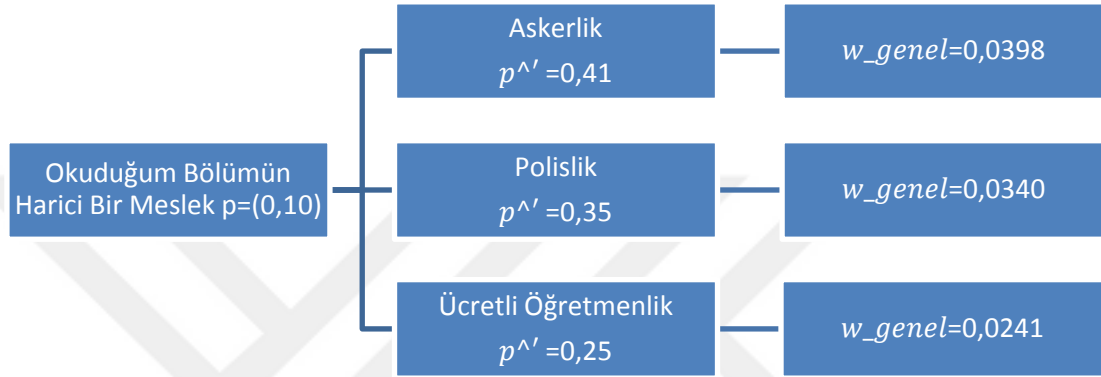 Askerlik
p^′ =0,41
w_genel=0,0398
Okuduğum Bölümün
Harici Bir Meslek p=(0,10)
Polislik
p^′ =0,35
w_genel=0,0340
Ücretli Öğretmenlik
p^′ =0,25
w_genel=0,0241